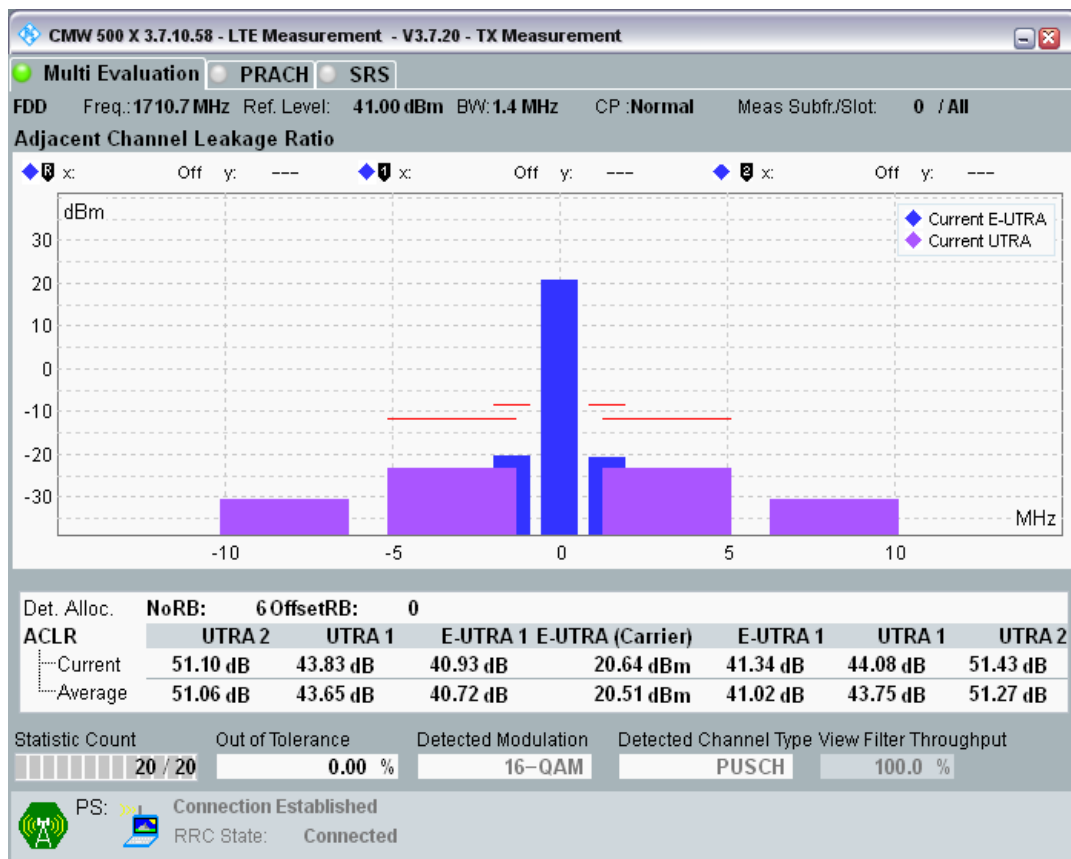 CMW 500 X 3.7.10.58 - LTE Measurement - V3.7.20 - TX Measurement
Multi Evaluation PRACH SRS
FDD Freq.: 1710.7 MHz Ref. Level: 41.00 dBm BW: 1.4 MHz CP :Normal Meas Subfr./Slot: 0 / All
Adjacent Channel Leakage Ratio
R x: Off y: --- 1 x: Off y: --- 2 x: Off y: ---
dBm
Current E-UTRA
Current UTRA
30
20
10
0
-10
-20
-30
MHz
-10 -5 0 5 10
Det. Alloc. NoRB: 6 OffsetRB: 0
ACLR UTRA 2 UTRA 1 E-UTRA 1 E-UTRA (Carrier) E-UTRA 1 UTRA 1 UTRA 2
Current 51.10 dB 43.83 dB 40.93 dB 20.64 dBm 41.34 dB 44.08 dB 51.43 dB
Average 51.06 dB 43.65 dB 40.72 dB 20.51 dBm 41.02 dB 43.75 dB 51.27 dB
Statistic Count Out of Tolerance Detected Modulation Detected Channel Type View Filter Throughput
20 / 20 0.00 % 16-QAM PUSCH 100.0 %
PS: Connection Established
RRC State: Connected